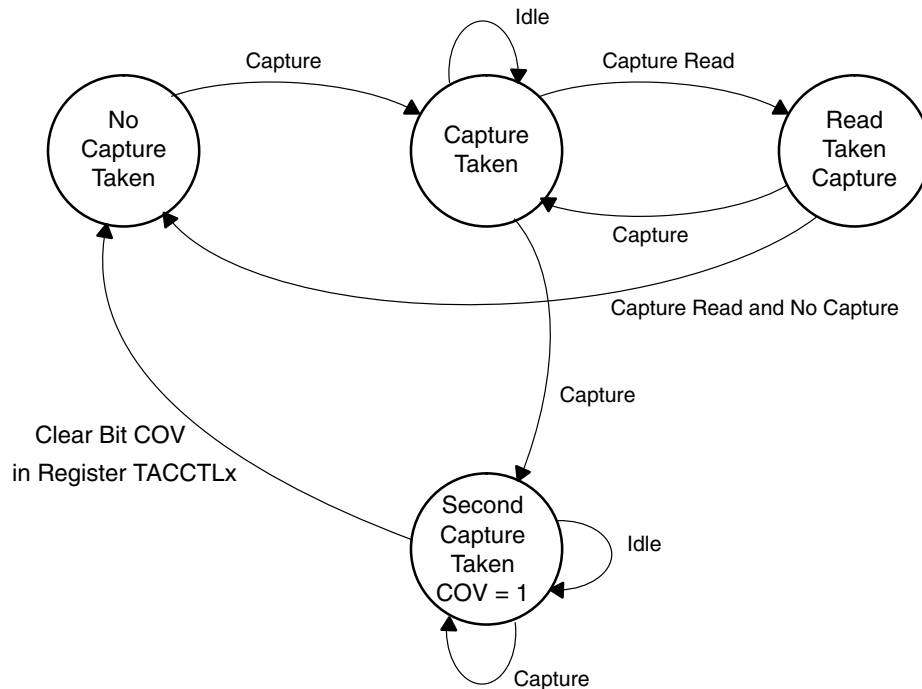 Idle
Capture
Capture Read
No
Capture
Taken
Capture
Taken
Read
Taken
Capture
Capture
Capture Read and No Capture
Capture
Clear Bit COV
in Register TACCTLx
Second
Capture
Taken
COV = 1
Idle
Capture